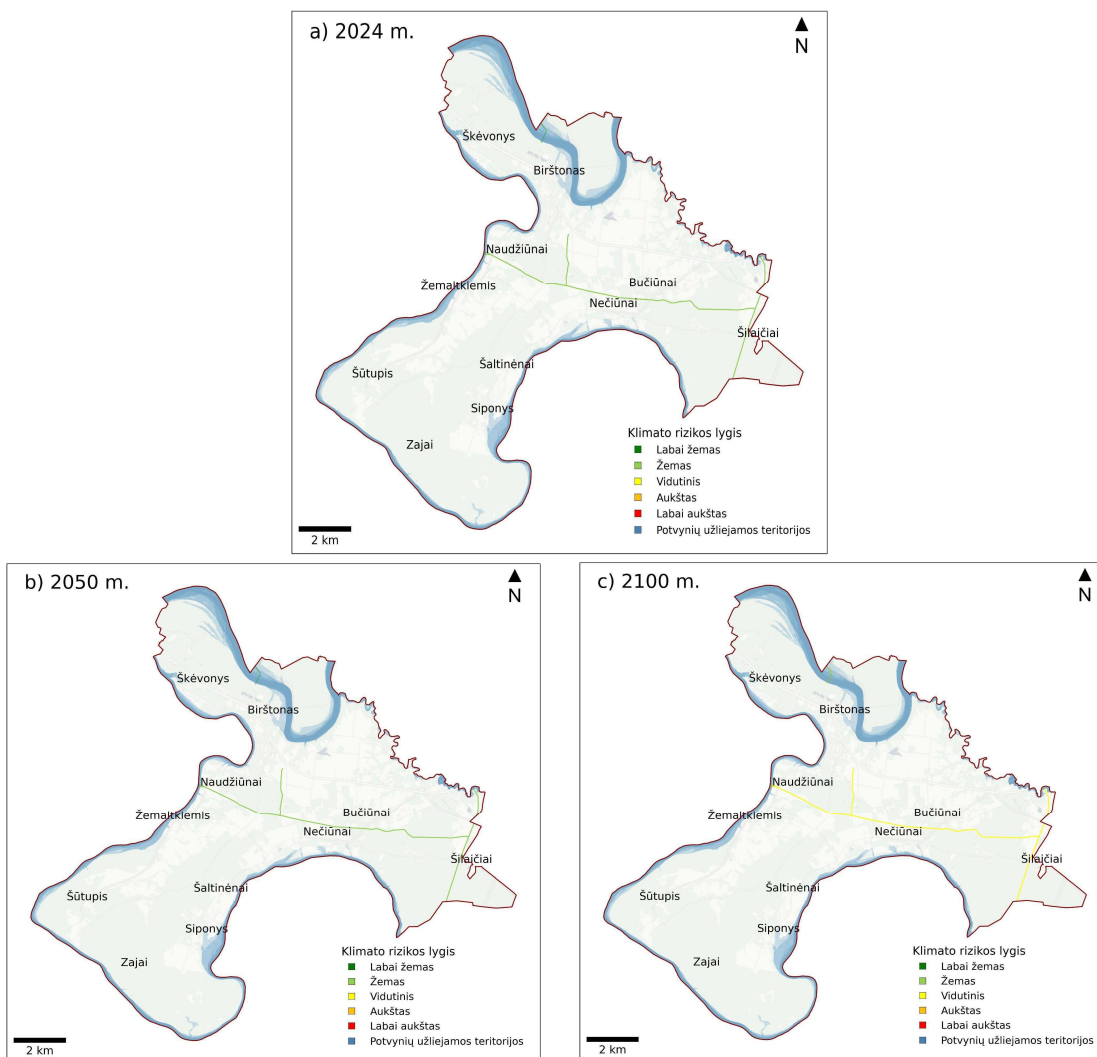 a) 2024 m.
N
Škėvonys
Birštonas
Naudžiūnai
Bučiūnai
Žemaitkiemis
Nečiūnai
Šilaičiai
Šaltinėnai
Šūtupis
Siponys
Zajai
Klimato rizikos lygis
Labai žemas
Žemas
Vidutinis
Aukštas
Labai aukštas
Potvynių užliejamos teritorijos
2 km
b) 2050 m.
N
Škėvonys
Birštonas
Naudžiūnai
Bučiūnai
Žemaitkiemis
Nečiūnai
Šilaičiai
Šaltinėnai
Šūtupis
Siponys
Zajai
Klimato rizikos lygis
Labai žemas
Žemas
Vidutinis
Aukštas
Labai aukštas
Potvynių užliejamos teritorijos
2 km
c) 2100 m.
N
Škėvonys
Birštonas
Naudžiūnai
Bučiūnai
Žemaitkiemis
Nečiūnai
Šilaičiai
Šaltinėnai
Šūtupis
Siponys
Zajai
Klimato rizikos lygis
Labai žemas
Žemas
Vidutinis
Aukštas
Labai aukštas
Potvynių užliejamos teritorijos
2 km